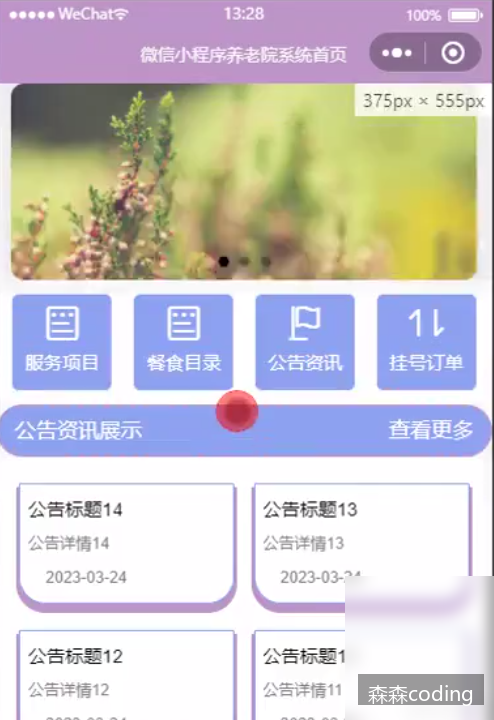 WeChat 13:28 100%
微信小程序养老院系统首页
375px × 555px
服务项目 餐食目录 公告资讯 挂号订单
公告资讯展示 查看更多
公告标题14 公告标题13
公告详情14 公告详情13
2023-03-24 2023-03-24
公告标题12 公告标题1
公告详情12 公告详情11
森森coding